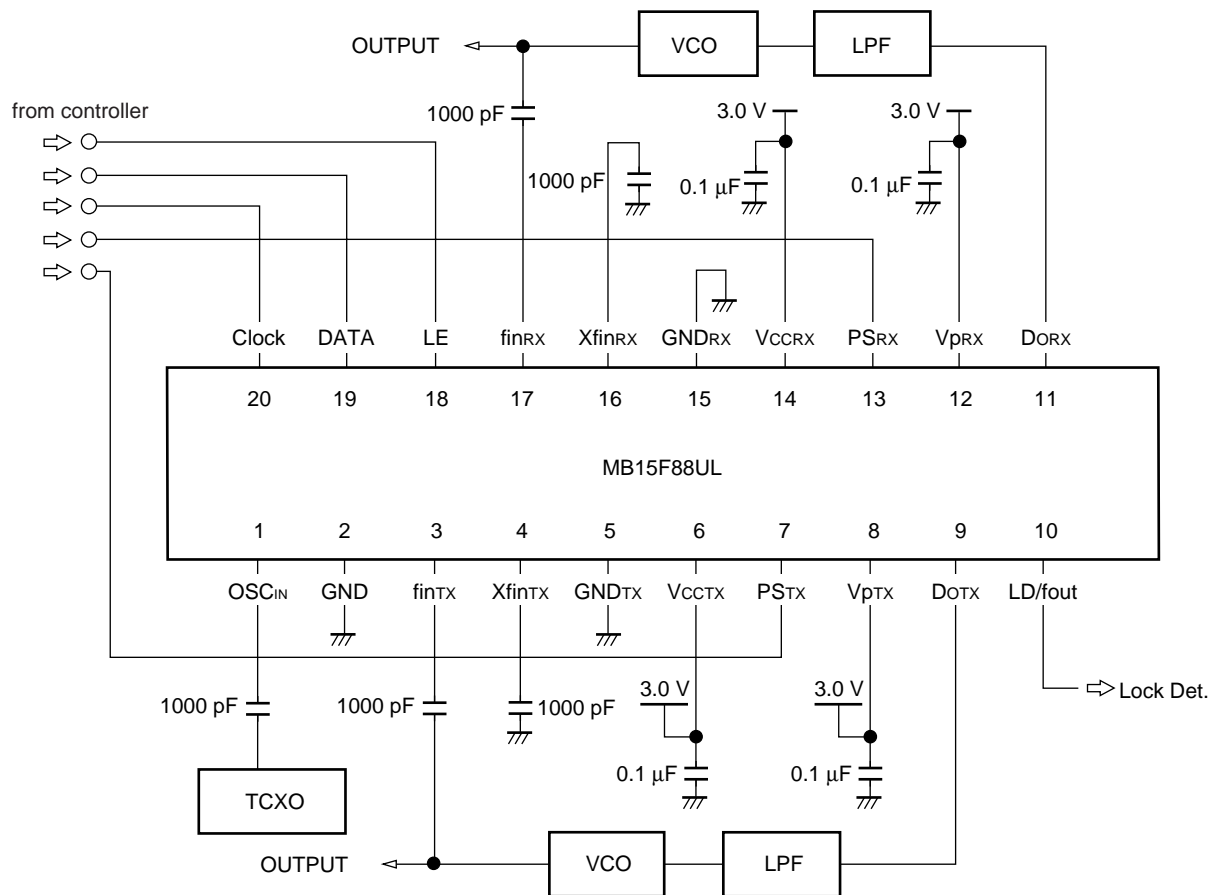 OUTPUT
VCO
LPF
from controller
1000 pF
3.0 V
3.0 V
1000 pF
0.1 μF
0.1 μF
Clock DATA LE finRX XfinRX GNDRX VCCRX PSRX VpRX DORX
20 19 18 17 16 15 14 13 12 11
MB15F88UL
1 2 3 4 5 6 7 8 9 10
OSCIN GND finTX XfinTX GNDTX VCCTX PSTX VpTX DOTX LD/fout
3.0 V
3.0 V
Lock Det.
1000 pF
1000 pF
1000 pF
0.1 μF
0.1 μF
TCXO
OUTPUT
VCO
LPF